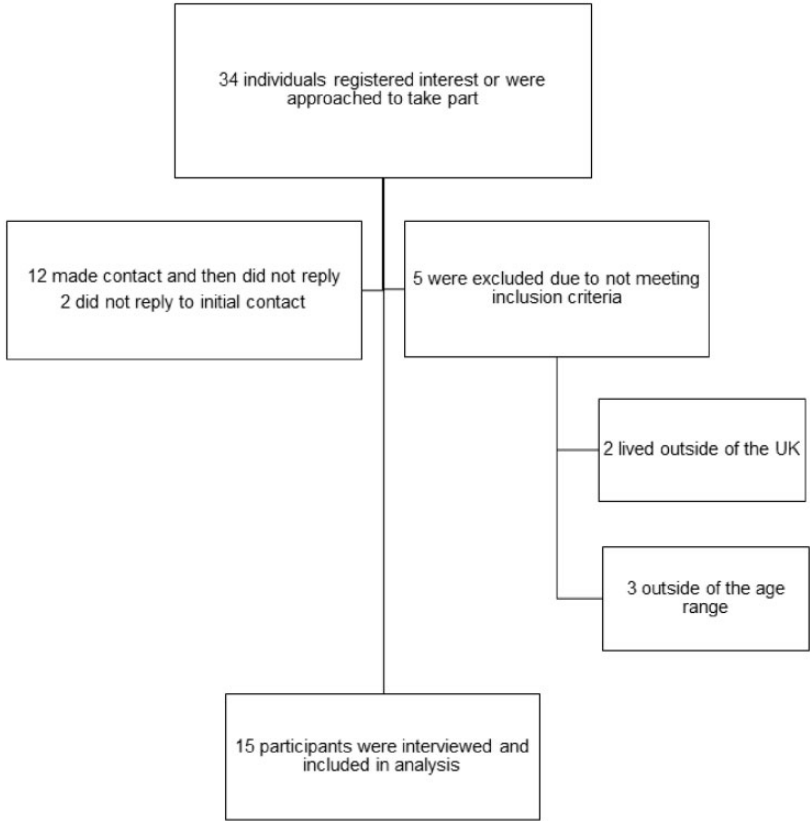 34 individuals registered interest or were
approached to take part
12 made contact and then did not reply
2 did not reply to initial contact
5 were excluded due to not meeting
inclusion criteria
2 lived outside of the UK
3 outside of the age
range
15 participants were interviewed and
included in analysis